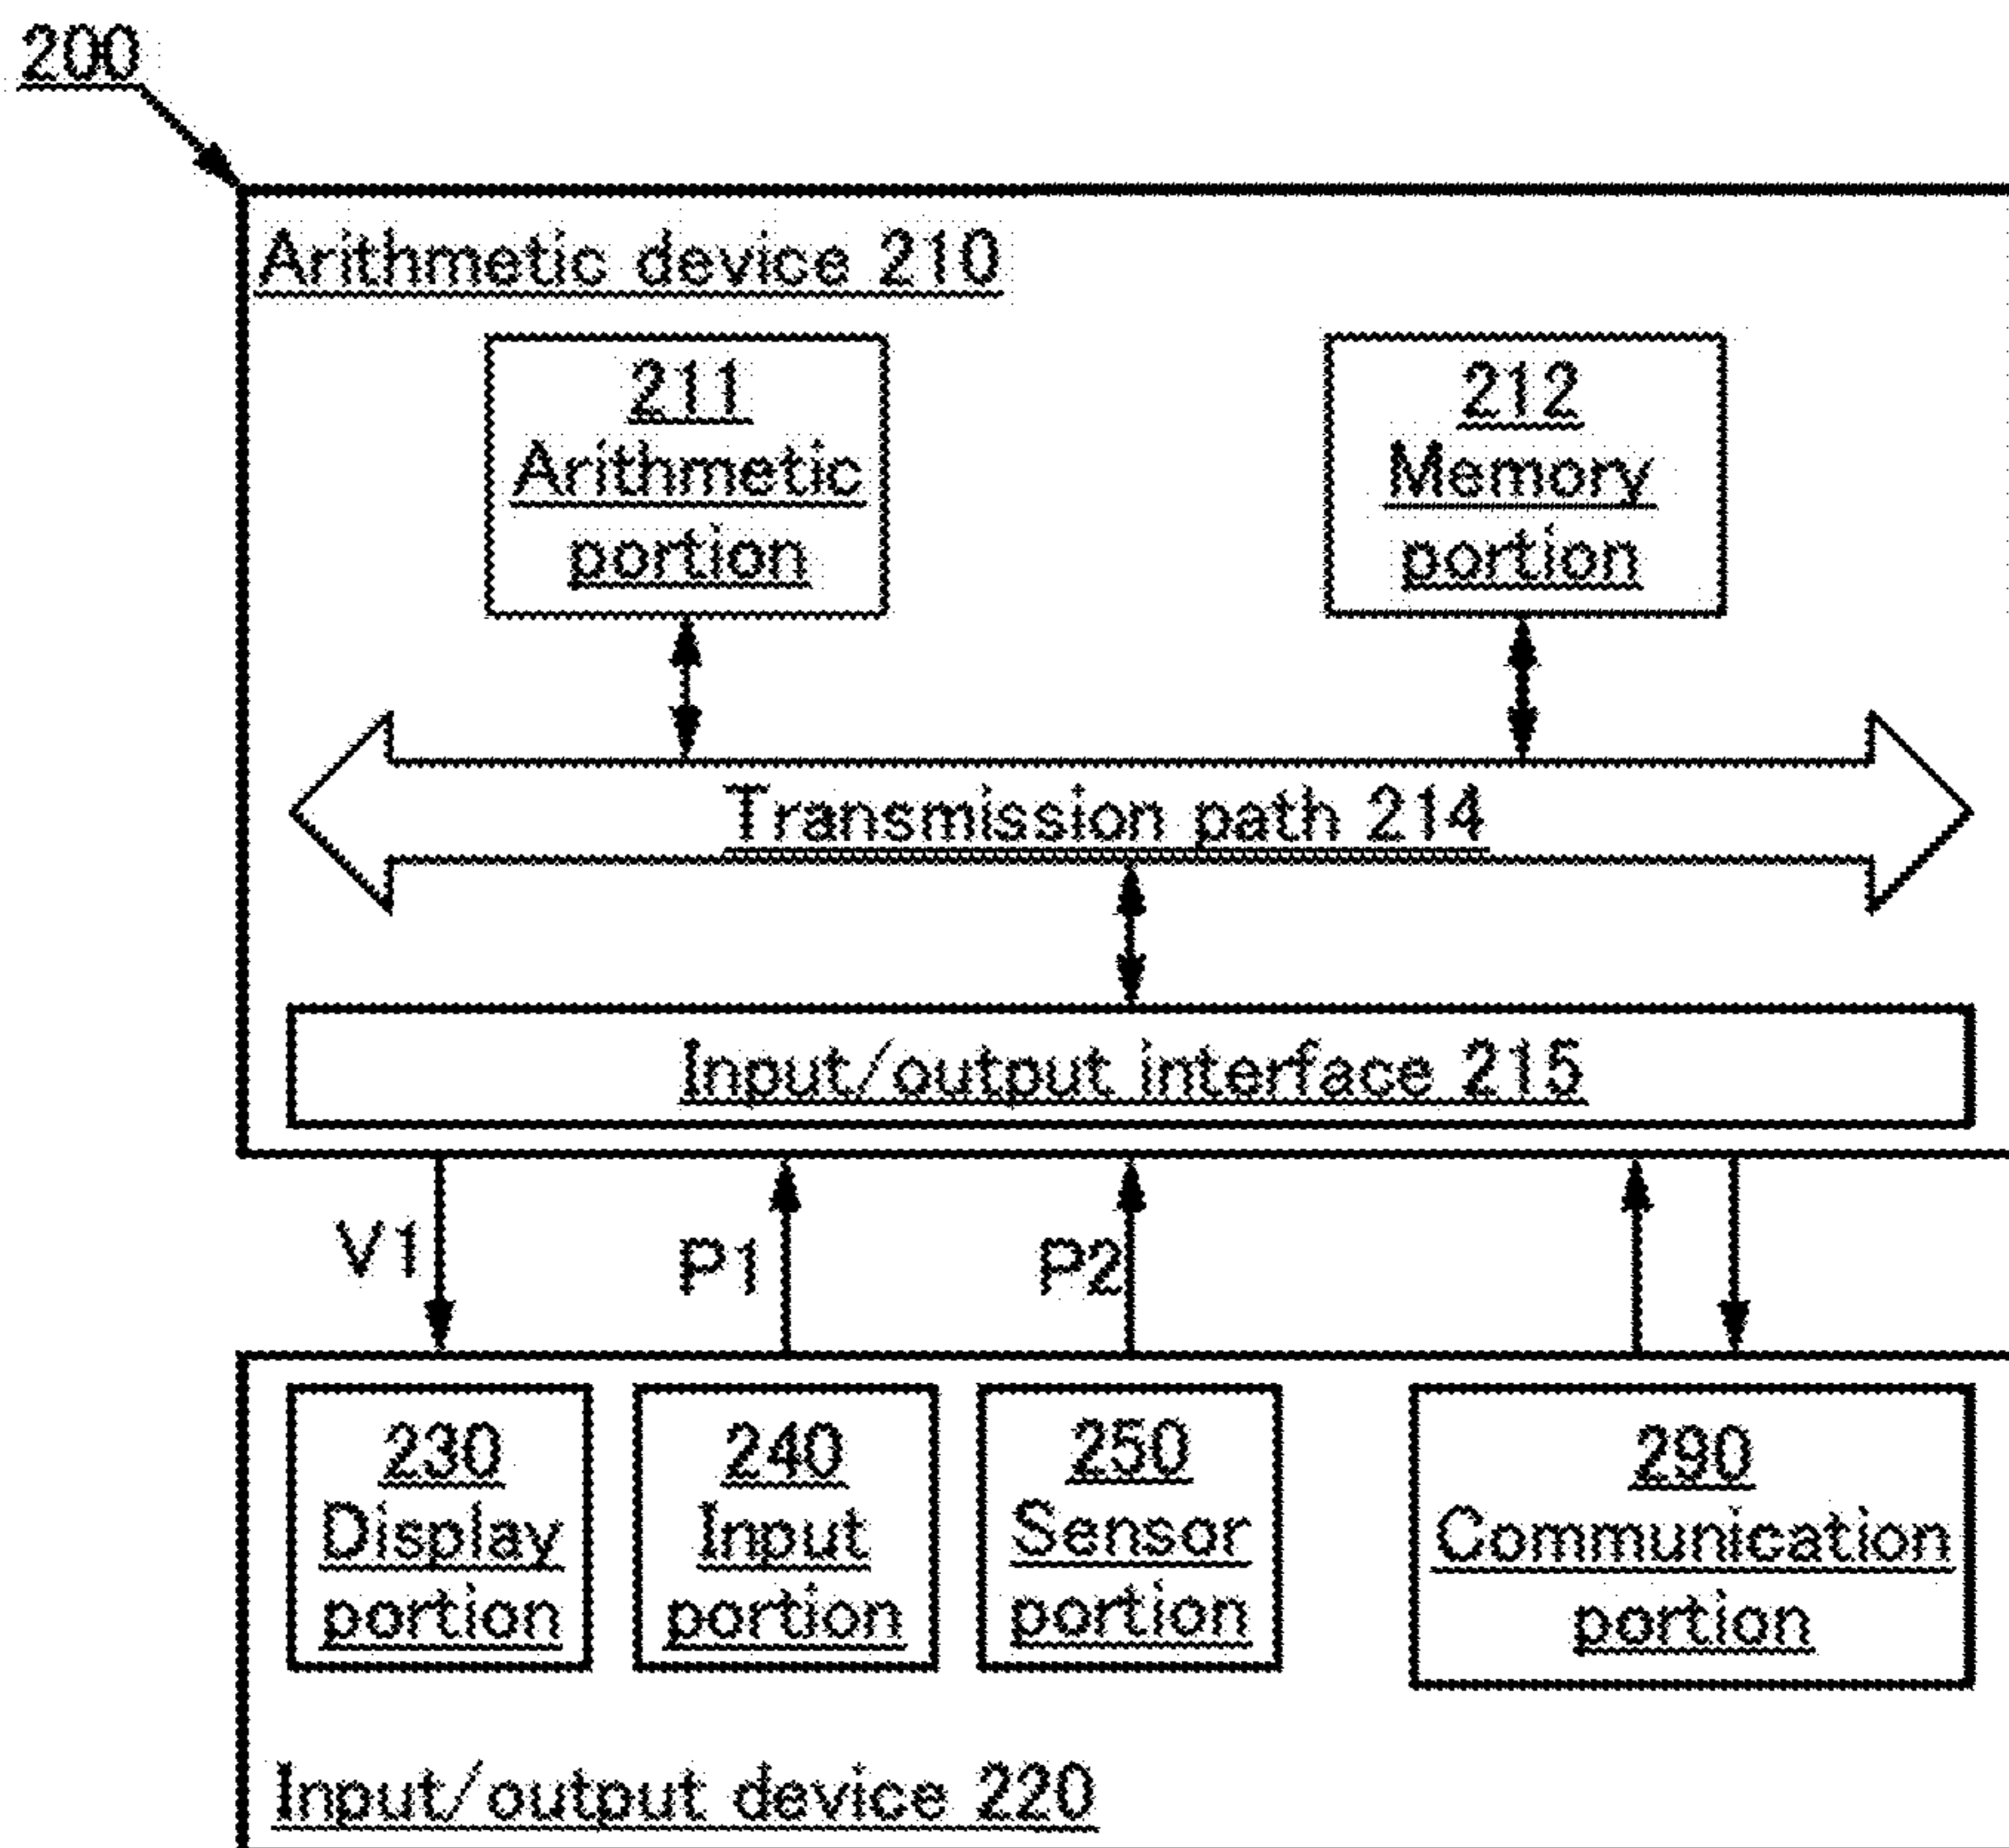 200
Arithmetic device 210
211
Arithmetic
portion
212
Memory
portion
Transmission path 214
Input/output interface 215
V1
P1
P2
230
Display
portion
240
Input
portion
250
Sensor
portion
290
Communication
portion
Input/output device 220